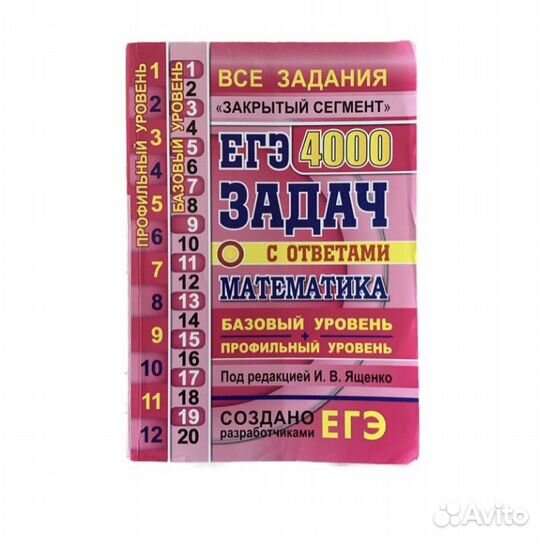 ПРОФИЛЬНЫЙ УРОВЕНЬ
1
2
3
4
5
6
7
8
9
10
11
12
БАЗОВЫЙ УРОВЕНЬ
1
2
3
4
5
6
7
8
9
10
11
12
13
14
15
16
17
18
19
20
ВСЕ ЗАДАНИЯ
«ЗАКРЫТЫЙ СЕГМЕНТ»
ЕГЭ 4000
ЗАДАЧ
С ОТВЕТАМИ
МАТЕМАТИКА
БАЗОВЫЙ УРОВЕНЬ
+
ПРОФИЛЬНЫЙ УРОВЕНЬ
Под редакцией И. В. Ященко
СОЗДАНО
разработчиками ЕГЭ
Avito